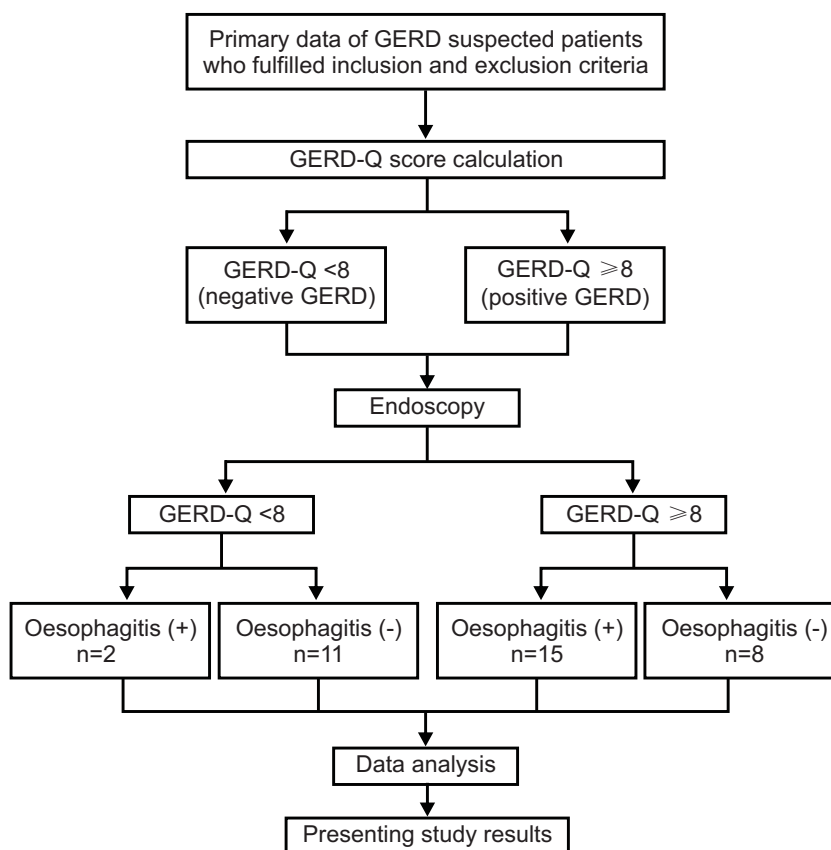 Primary data of GERD suspected patients
who fulfilled inclusion and exclusion criteria
GERD-Q score calculation
GERD-Q <8
(negative GERD)
GERD-Q ⩾8
(positive GERD)
Endoscopy
GERD-Q <8
GERD-Q ⩾8
Oesophagitis (+)
n=2
Oesophagitis (-)
n=11
Oesophagitis (+)
n=15
Oesophagitis (-)
n=8
Data analysis
Presenting study results